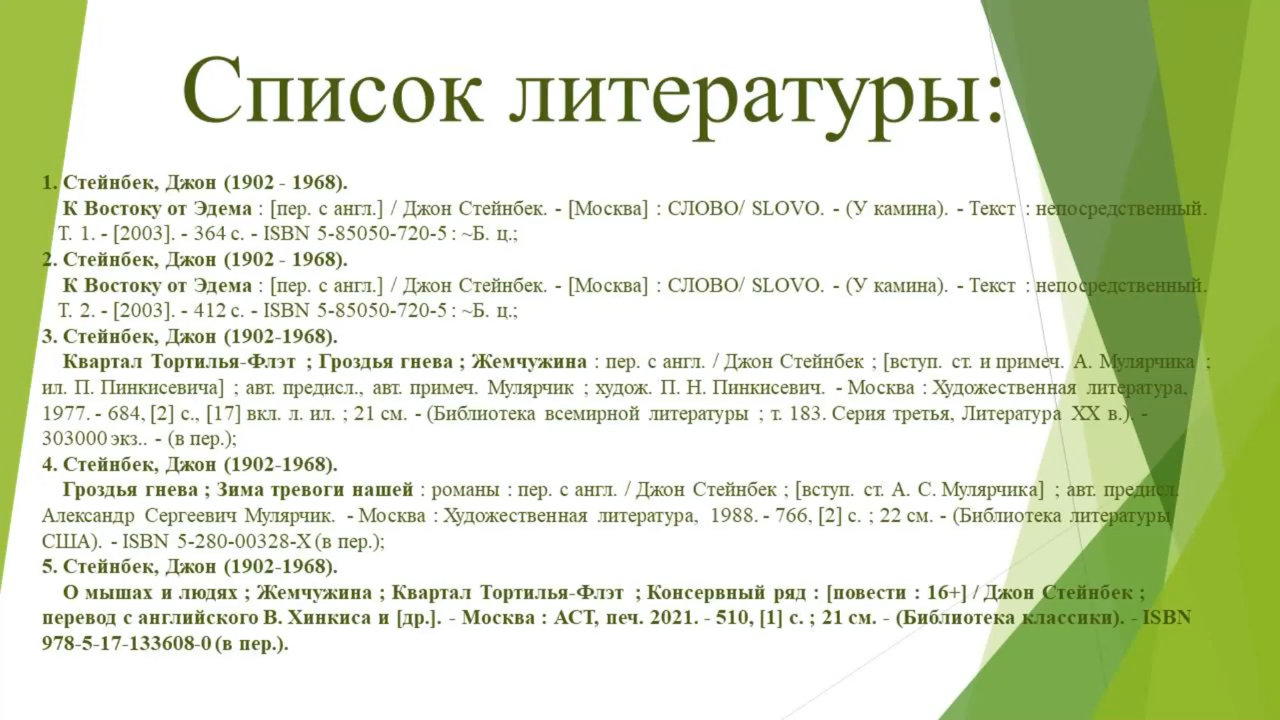 Список литературы:
1. Стейнбек, Джон (1902 - 1968).
К Востоку от Эдема : [пер. с англ.] / Джон Стейнбек. - [Москва] : СЛОВО/ SLOVO. - (У камина). - Текст : непосредственный.
Т. 1. - [2003]. - 364 с. - ISBN 5-85050-720-5 : ~Б. ц.;
2. Стейнбек, Джон (1902 - 1968).
К Востоку от Эдема : [пер. с англ.] / Джон Стейнбек. - [Москва] : СЛОВО/ SLOVO. - (У камина). - Текст : непосредственный.
Т. 2. - [2003]. - 412 с. - ISBN 5-85050-720-5 : ~Б. ц.;
3. Стейнбек, Джон (1902-1968).
Квартал Тортилья-Флэт ; Гроздья гнева ; Жемчужина : пер. с англ. / Джон Стейнбек ; [вступ. ст. и примеч. А. Мулярчика ;
ил. П. Пинкисевича] ; авт. предисл., авт. примеч. Мулярчик ; худож. П. Н. Пинкисевич. - Москва : Художественная литература,
1977. - 684, [2] с., [17] вкл. л. ил. ; 21 см. - (Библиотека всемирной литературы ; т. 183. Серия третья, Литература XX в.). -
303000 экз.. - (в пер.);
4. Стейнбек, Джон (1902-1968).
Гроздья гнева ; Зима тревоги нашей : романы : пер. с англ. / Джон Стейнбек ; [вступ. ст. А. С. Мулярчика] ; авт. предисл.
Александр Сергеевич Мулярчик. - Москва : Художественная литература, 1988. - 766, [2] с. ; 22 см. - (Библиотека литературы
США). - ISBN 5-280-00328-X (в пер.);
5. Стейнбек, Джон (1902-1968).
О мышах и людях ; Жемчужина ; Квартал Тортилья-Флэт ; Консервный ряд : [повести : 16+] / Джон Стейнбек ;
перевод с английского В. Хинкиса и [др.]. - Москва : АСТ, печ. 2021. - 510, [1] с. ; 21 см. - (Библиотека классики). - ISBN
978-5-17-133608-0 (в пер.).